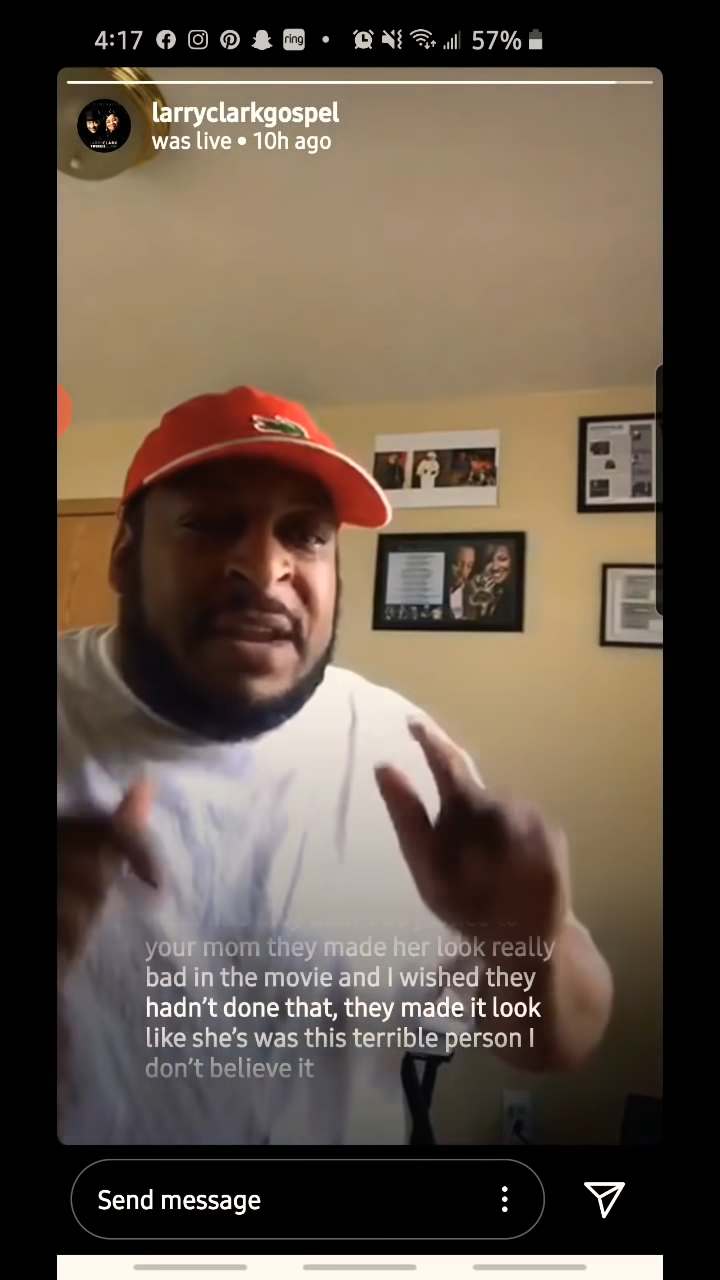 4:17 ring 57%
larryclarkgospel
was live • 10h ago
your mom they made her look really
bad in the movie and I wished they
hadn't done that, they made it look
like she's was this terrible person I
don't believe it
Send message